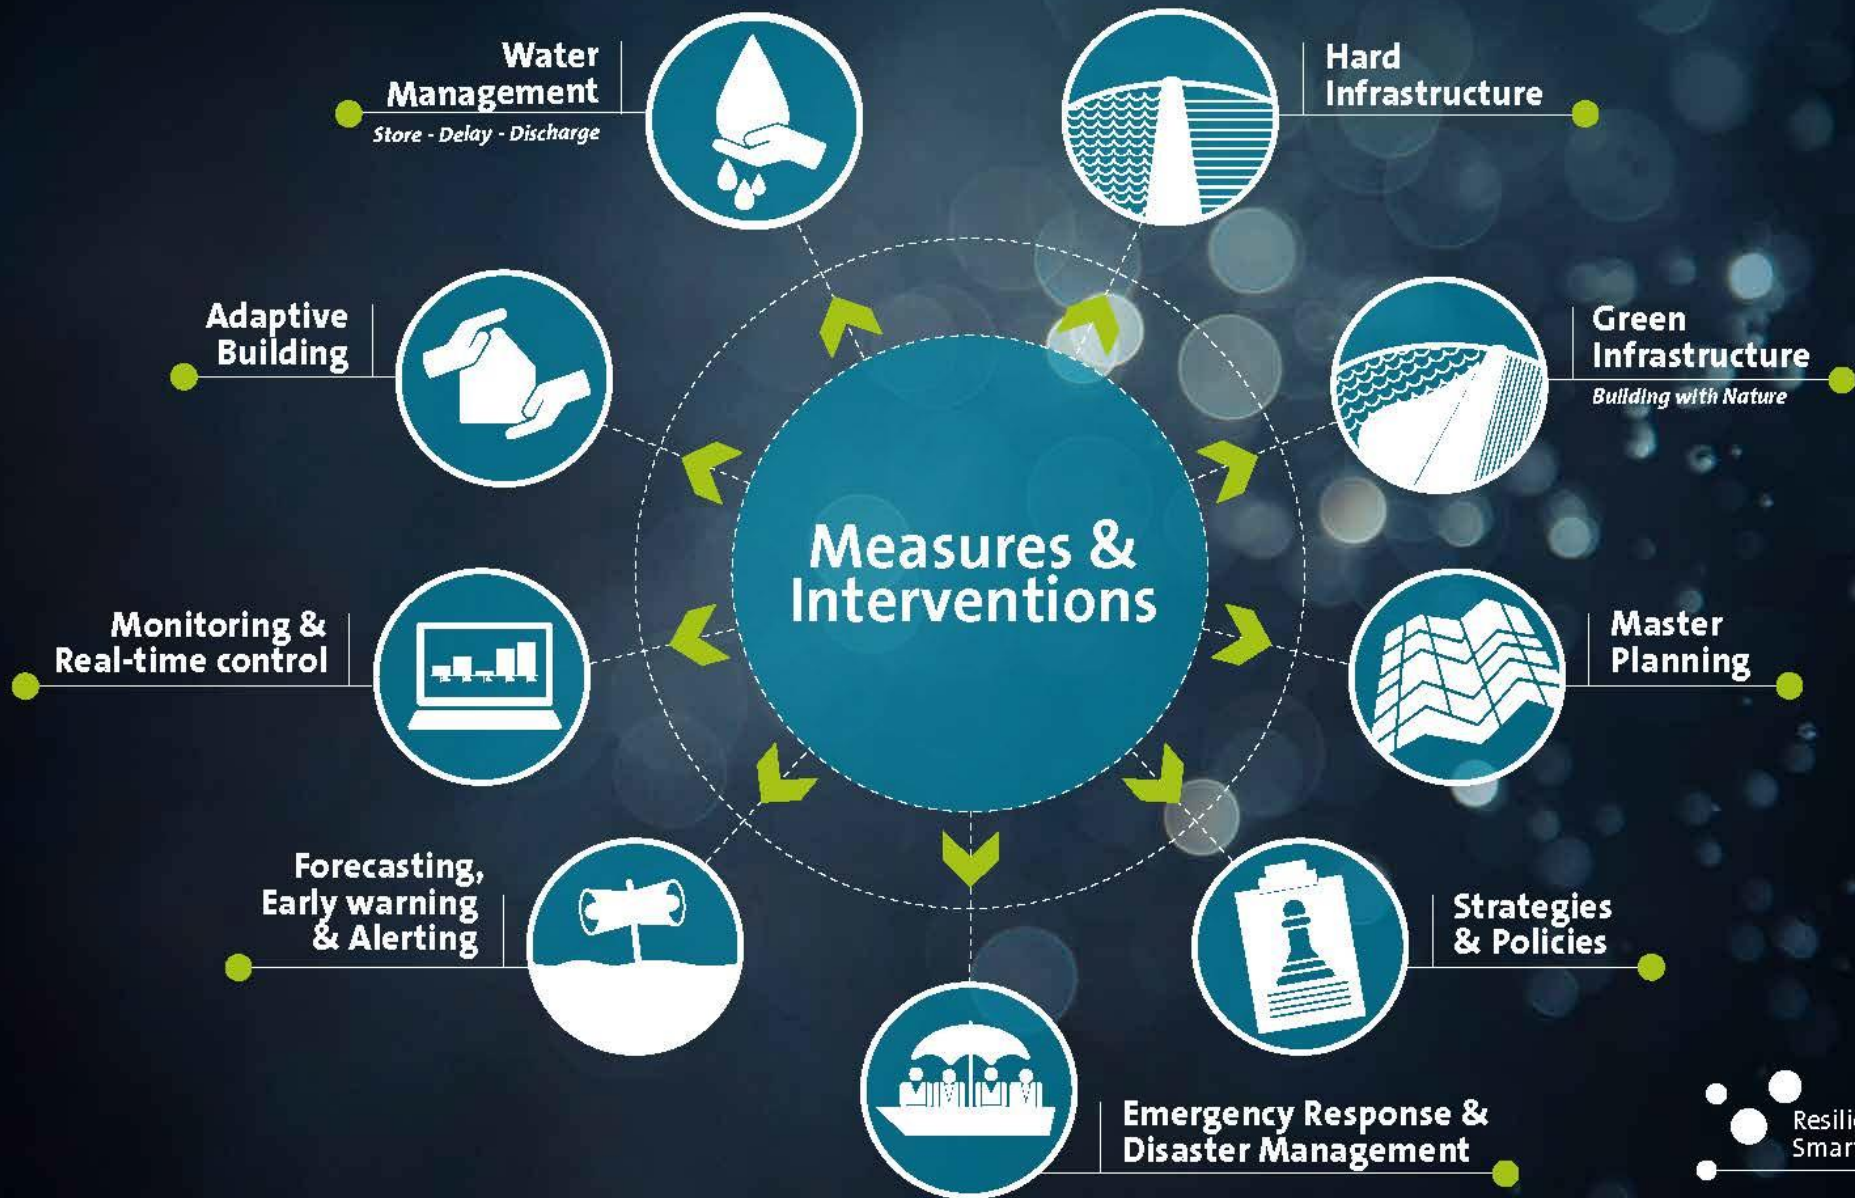 Water
Management
Store - Delay - Discharge
Hard
Infrastructure
Adaptive
Building
Green
Infrastructure
Building with Nature
Measures &
Interventions
Monitoring &
Real-time control
Master
Planning
Forecasting,
Early warning
& Alerting
Strategies
& Policies
Emergency Response &
Disaster Management